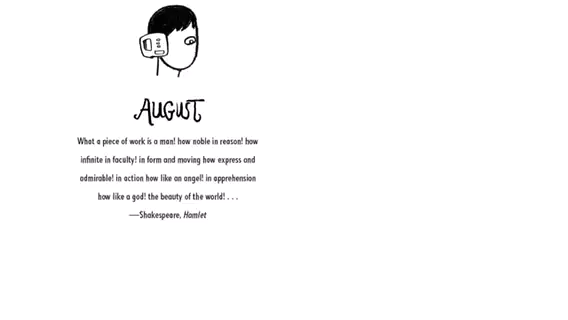 AUGUST
What a piece of work is a man! how noble in reason! how
infinite in faculty! in form and moving how express and
admirable! in action how like an angel! in apprehension
how like a god! the beauty of the world! . . .
—Shakespeare, Hamlet